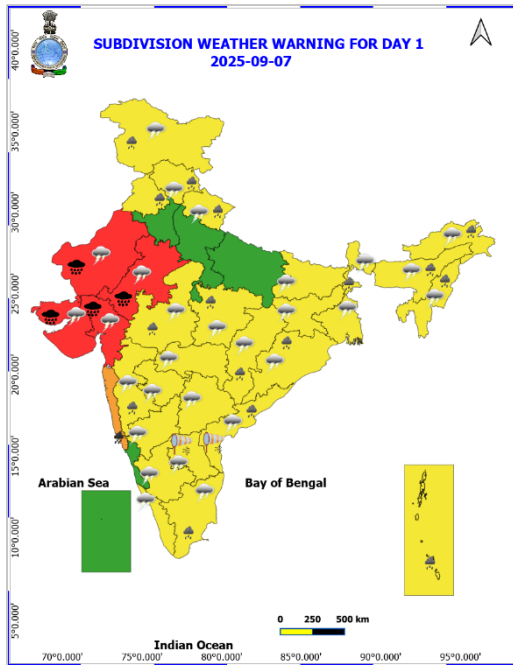 SUBDIVISION WEATHER WARNING FOR DAY 1
2025-09-07
40°0.000'
35°0.000'
30°0.000'
25°0.000'
20°0.000'
15°0.000'
10°0.000'
5°0.000'
Arabian Sea
Bay of Bengal
0 250 500 km
Indian Ocean
70°0.000' 75°0.000' 80°0.000' 85°0.000' 90°0.000' 95°0.000'